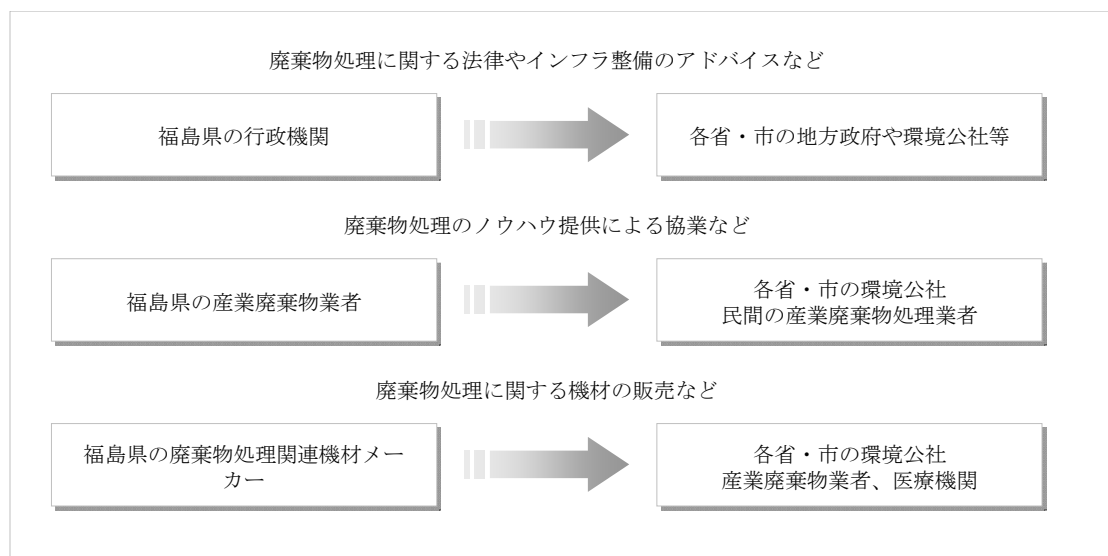 廃棄物処理に関する法律やインフラ整備のアドバイスなど
福島県の行政機関
各省・市の地方政府や環境公社等
廃棄物処理のノウハウ提供による協業など
福島県の産業廃棄物業者
各省・市の環境公社
民間の産業廃棄物処理業者
廃棄物処理に関する機材の販売など
福島県の廃棄物処理関連機材メー
カー
各省・市の環境公社
産業廃棄物業者、医療機関